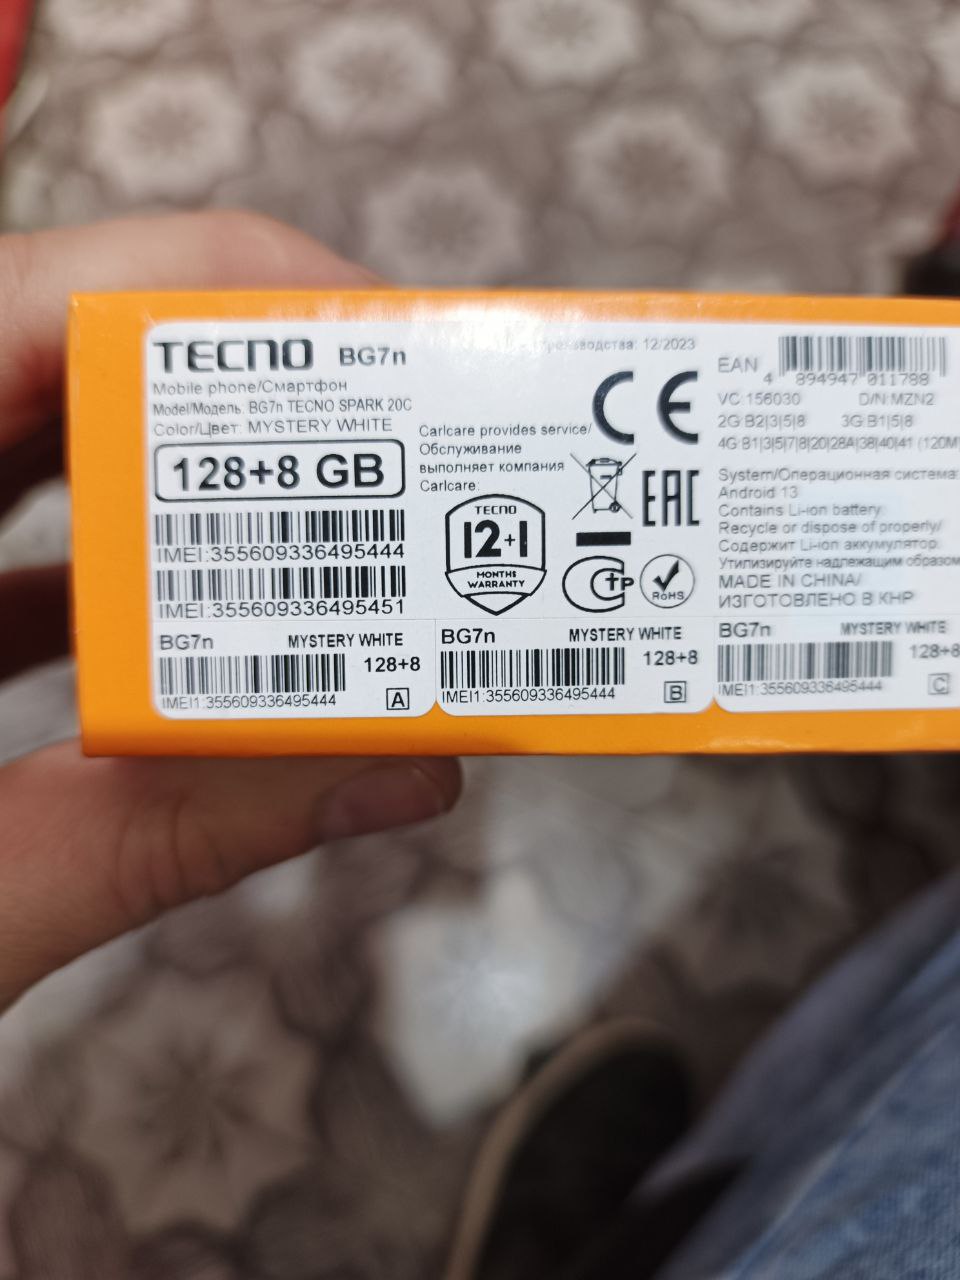 TECNO BG7n
Mobile phone/Смартфон
Model/Модель: BG7n TECNO SPARK 20C
Color/Цвет: MYSTERY WHITE
128+8 GB
IMEI:355609336495444
IMEI:355609336495451
производства: 12/2023
CE
Carlcare provides service/
Обслуживание
выполняет компания
Carlcare:
EAC
TECNO
12+1
MONTHS
WARRANTY
CTP
RoHS
EAN
4 894947 011788
VC 156030 D/N:MZN2
2G:B2|3|5|8 3G:B1|5|8
4G:B1|3|5|7|8|20|28A|38|40|41 (120M)
System/Операционная система:
Android 13
Contains Li-ion battery.
Recycle or dispose of properly/
Содержит Li-ion аккумулятор.
Утилизируйте надлежащим образом
MADE IN CHINA/
ИЗГОТОВЛЕНО В КНР
BG7n MYSTERY WHITE
128+8
IMEI1:355609336495444
A
BG7n MYSTERY WHITE
128+8
IMEI1:355609336495444
B
BG7n MYSTERY WHITE
128+8
IMEI1:355609336495444
C